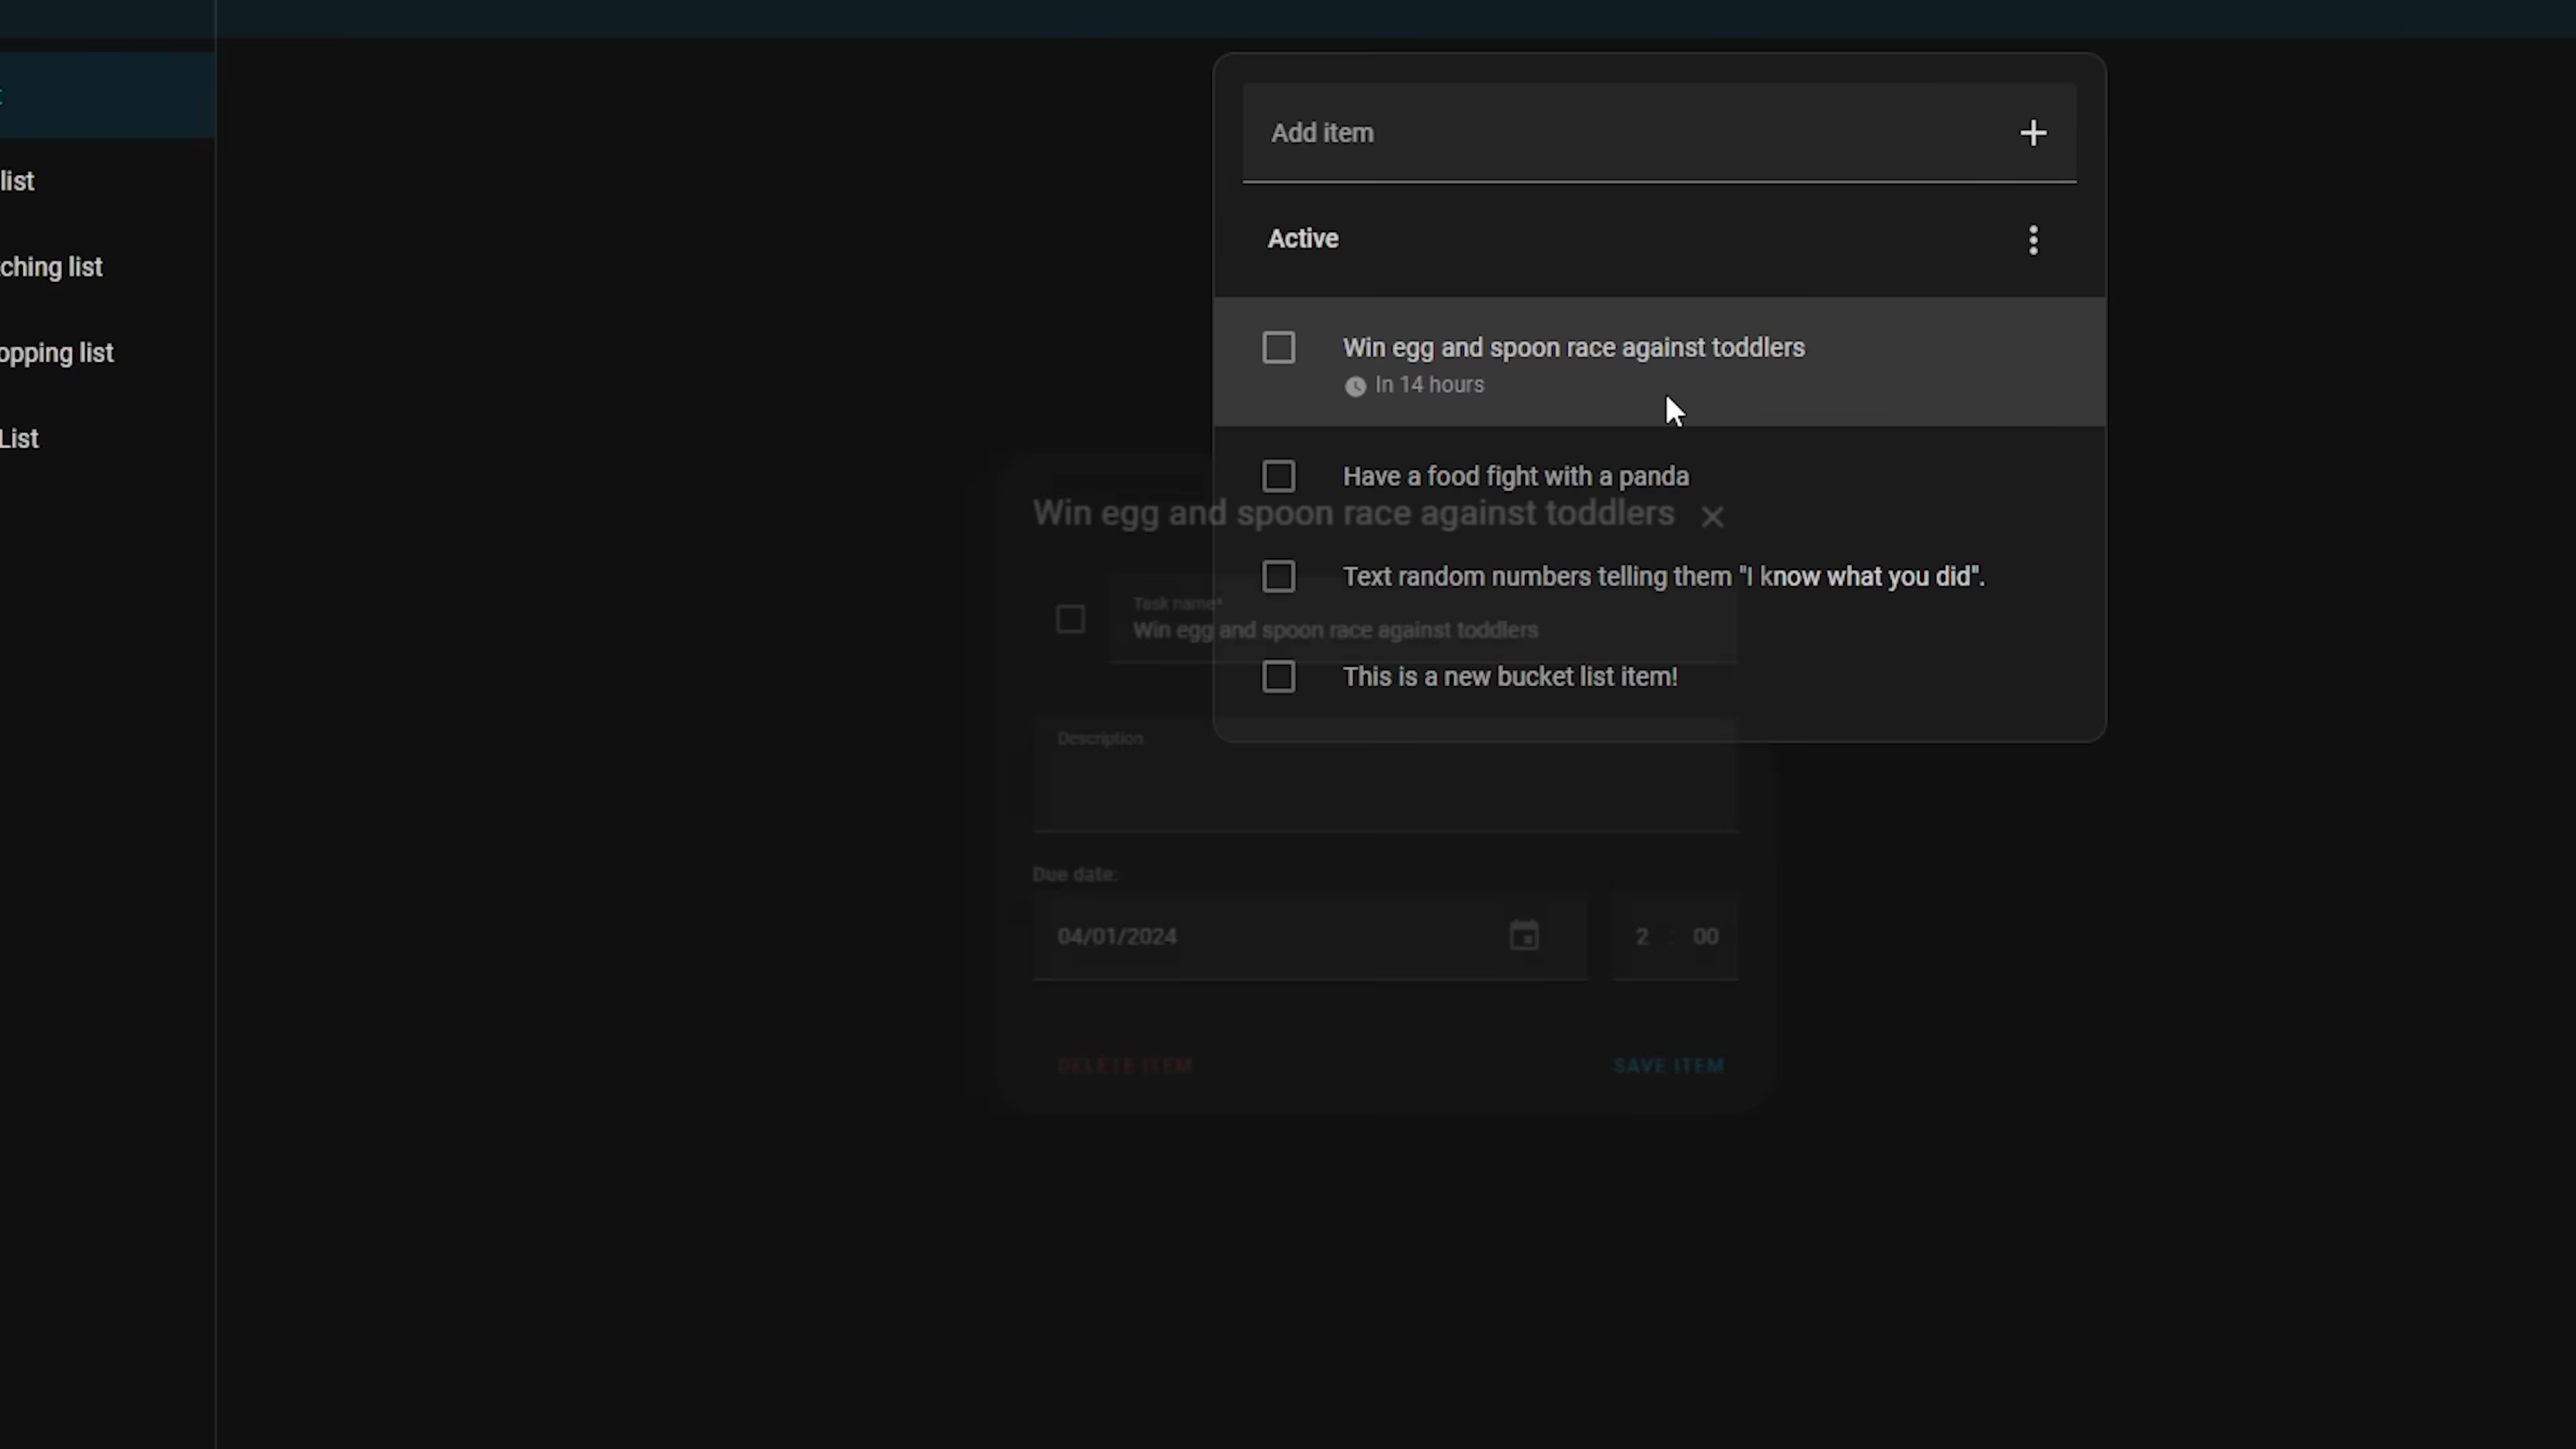 list
ching list
opping list
List
Add item
Active
Win egg and spoon race against toddlers
In 14 hours
Have a food fight with a panda
Text random numbers telling them "I know what you did".
This is a new bucket list item!
Win egg and spoon race against toddlers
Task name*
Win egg and spoon race against toddlers
Description
Due date:
04/01/2024
2 : 00
DELETE ITEM
SAVE ITEM